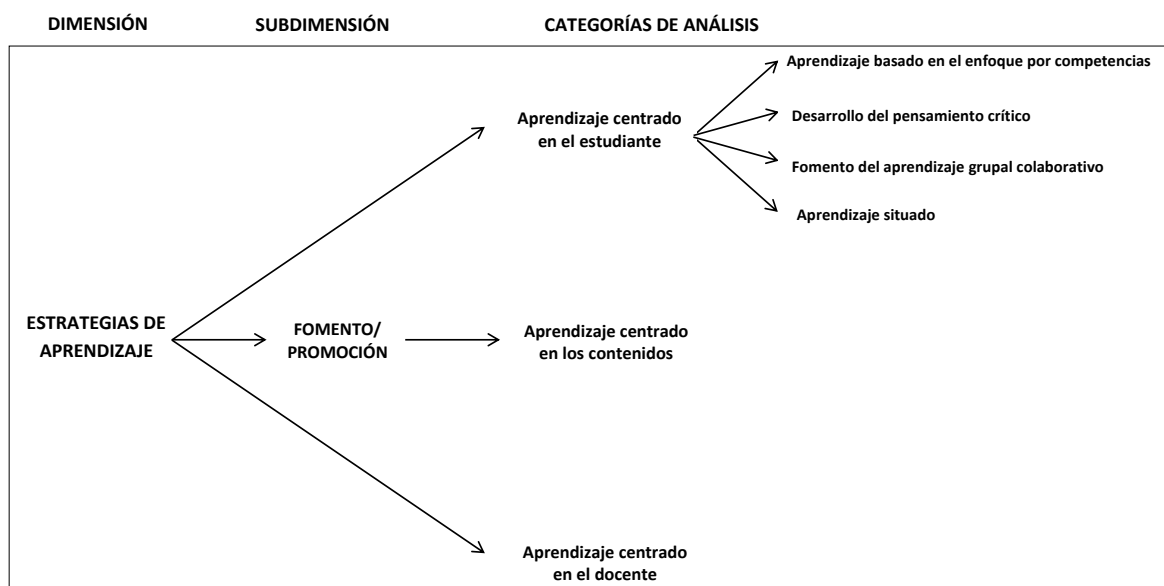 DIMENSIÓN
SUBDIMENSIÓN
CATEGORÍAS DE ANÁLISIS
Aprendizaje centrado
en el estudiante
Aprendizaje basado en el enfoque por competencias
Desarrollo del pensamiento crítico
Fomento del aprendizaje grupal colaborativo
Aprendizaje situado
ESTRATEGIAS DE
APRENDIZAJE
FOMENTO/
PROMOCIÓN
Aprendizaje centrado
en los contenidos
Aprendizaje centrado
en el docente